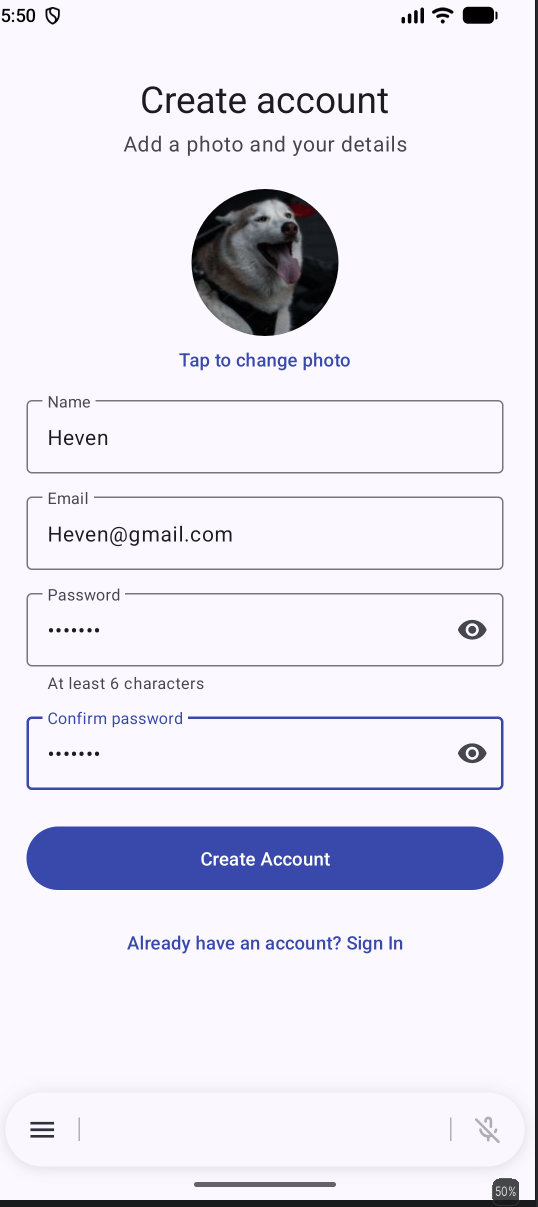 5:50
Create account
Add a photo and your details
Tap to change photo
Name
Heven
Email
Heven@gmail.com
Password
•••••••
At least 6 characters
Confirm password
•••••••
Create Account
Already have an account? Sign In
50%